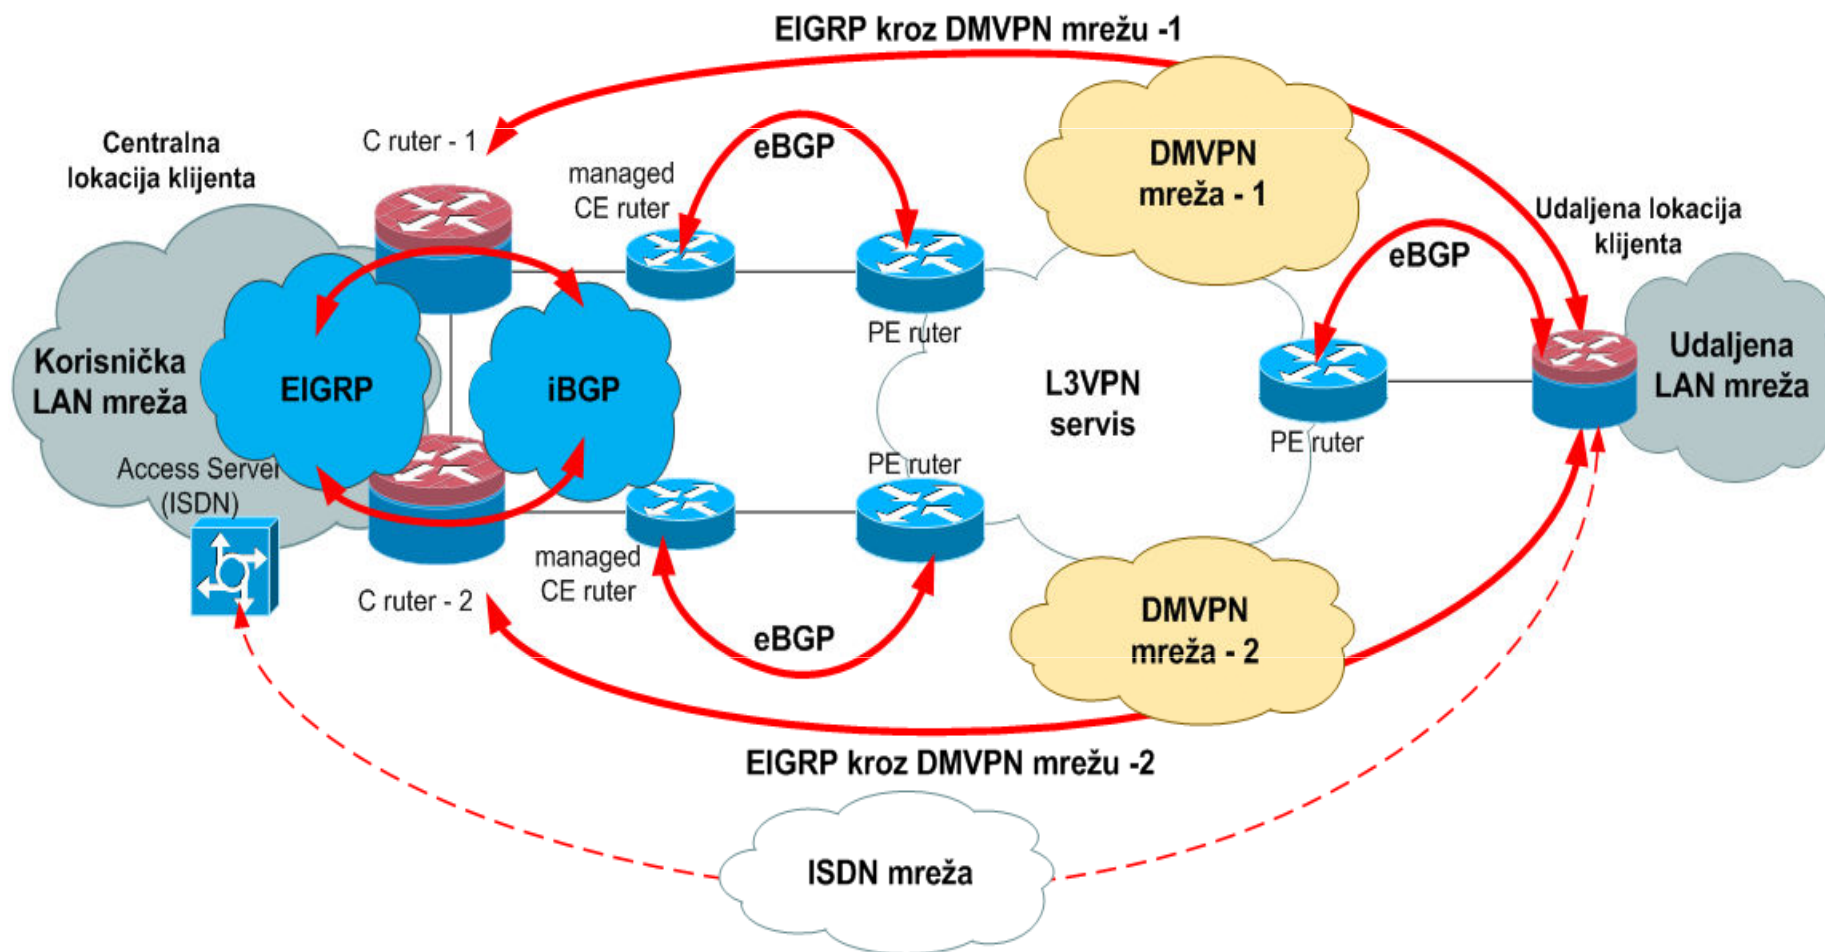 EIGRP kroz DMVPN mrežu -1
Centralna
lokacija klijenta
C ruter - 1
managed
CE ruter
eBGP
DMVPN
mreža - 1
Udaljena lokacija
klijenta
eBGP
PE ruter
Korisnička
LAN mreža
EIGRP
iBGP
L3VPN
servis
Udaljena
LAN mreža
PE ruter
Access Server
(ISDN)
PE ruter
managed
CE ruter
C ruter - 2
eBGP
DMVPN
mreža - 2
EIGRP kroz DMVPN mrežu -2
ISDN mreža